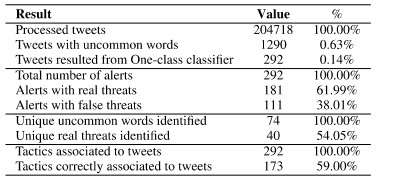 Result Value %
Processed tweets 204718 100.00%
Tweets with uncommon words 1290 0.63%
Tweets resulted from One-class classifier 292 0.14%
Total number of alerts 292 100.00%
Alerts with real threats 181 61.99%
Alerts with false threats 111 38.01%
Unique uncommon words identified 74 100.00%
Unique real threats identified 40 54.05%
Tactics associated to tweets 292 100.00%
Tactics correctly associated to tweets 173 59.00%